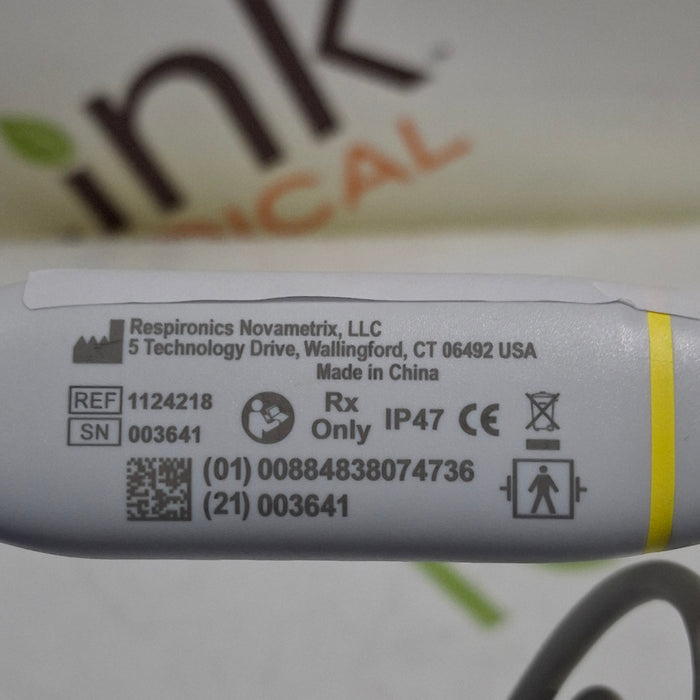 ink
ICAL
Respironics Novametrix, LLC
5 Technology Drive, Wallingford, CT 06492 USA
Made in China
REF 1124218
SN 003641
Rx
Only
IP47 CE
(01) 00884838074736
(21) 003641